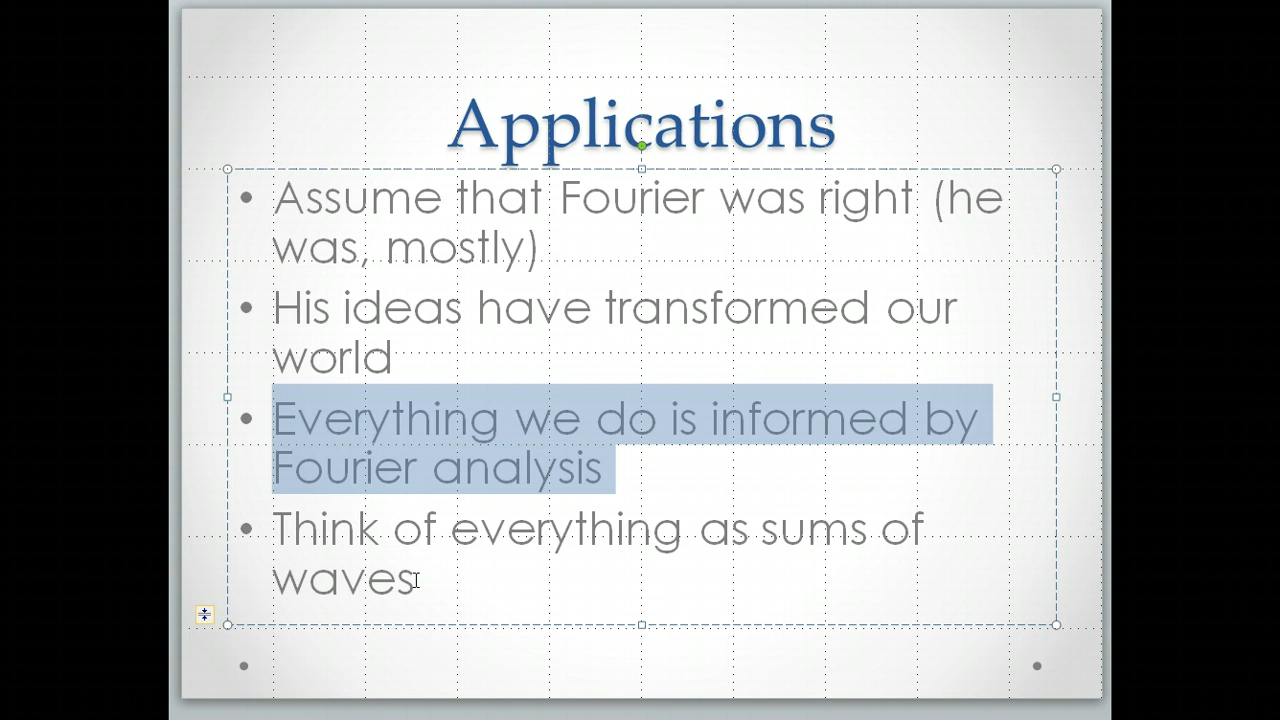 Applications
• Assume that Fourier was right (he
was, mostly)
• His ideas have transformed our
world
• Everything we do is informed by
Fourier analysis
• Think of everything as sums of
waves